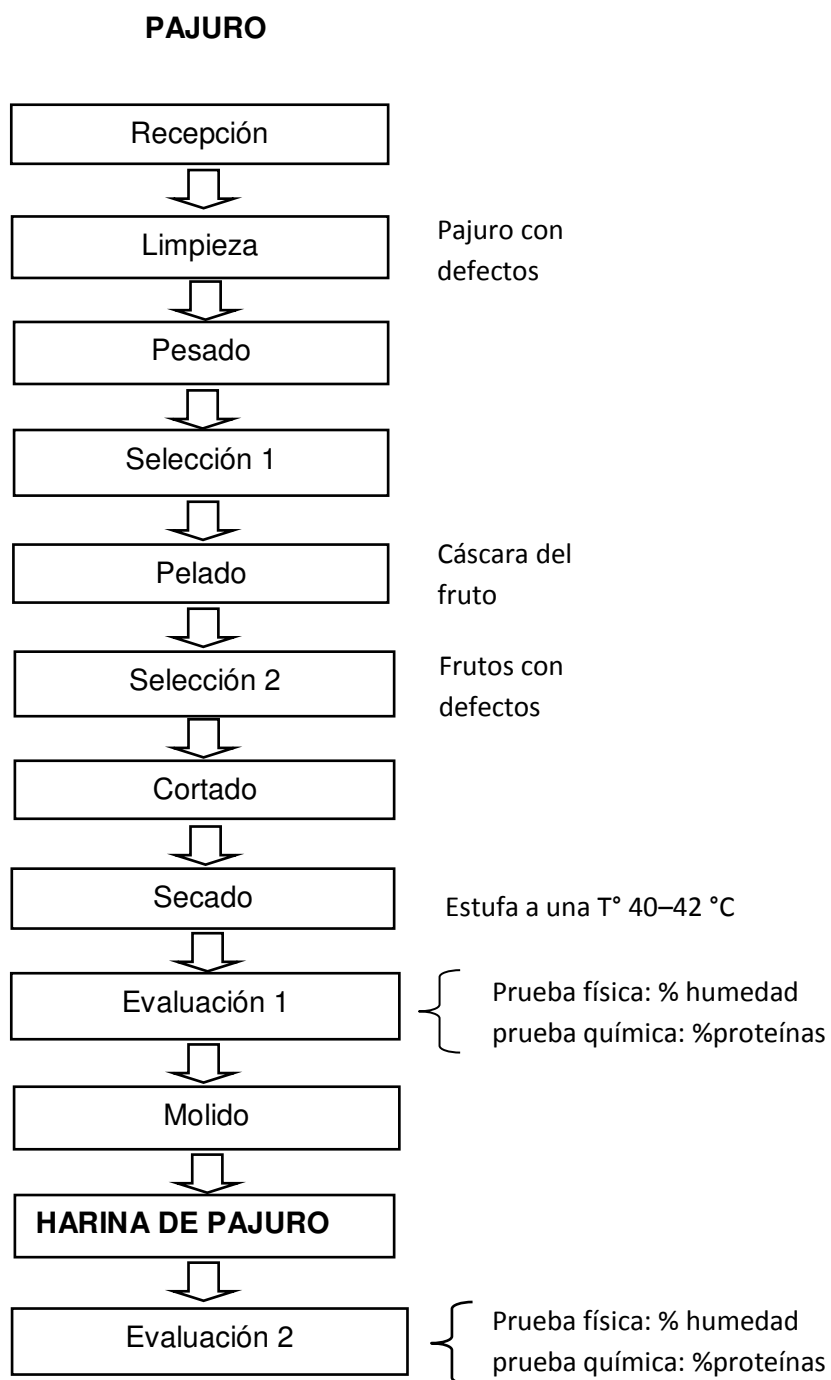 PAJURO
Recepción
Limpieza
Pajuro con
defectos
Pesado
Selección 1
Pelado
Cáscara del
fruto
Selección 2
Frutos con
defectos
Cortado
Secado
Estufa a una T° 40–42 °C
Evaluación 1
Prueba física: % humedad
prueba química: %proteínas
Molido
HARINA DE PAJURO
Evaluación 2
Prueba física: % humedad
prueba química: %proteínas